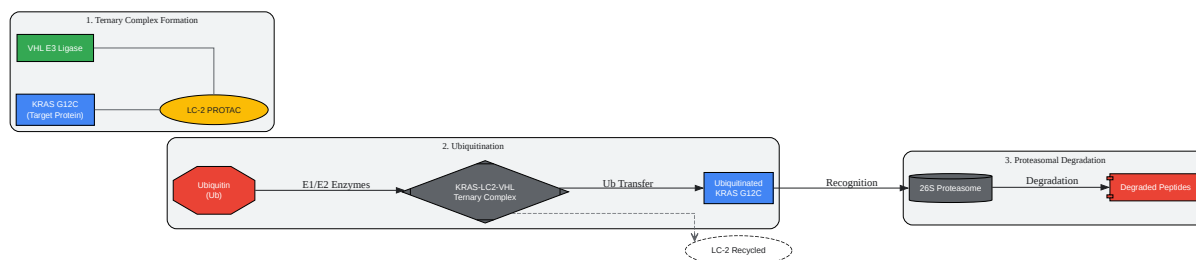 1. Ternary Complex Formation
VHL E3 Ligase
KRAS G12C
(Target Protein)
LC-2 PROTAC
2. Ubiquitination
Ubiquitin
(Ub)
E1/E2 Enzymes
KRAS-LC2-VHL
Ternary Complex
Ub Transfer
Ubiquitinated
KRAS G12C
LC-2 Recycled
Recognition
3. Proteasomal Degradation
26S Proteasome
Degradation
Degraded Peptides